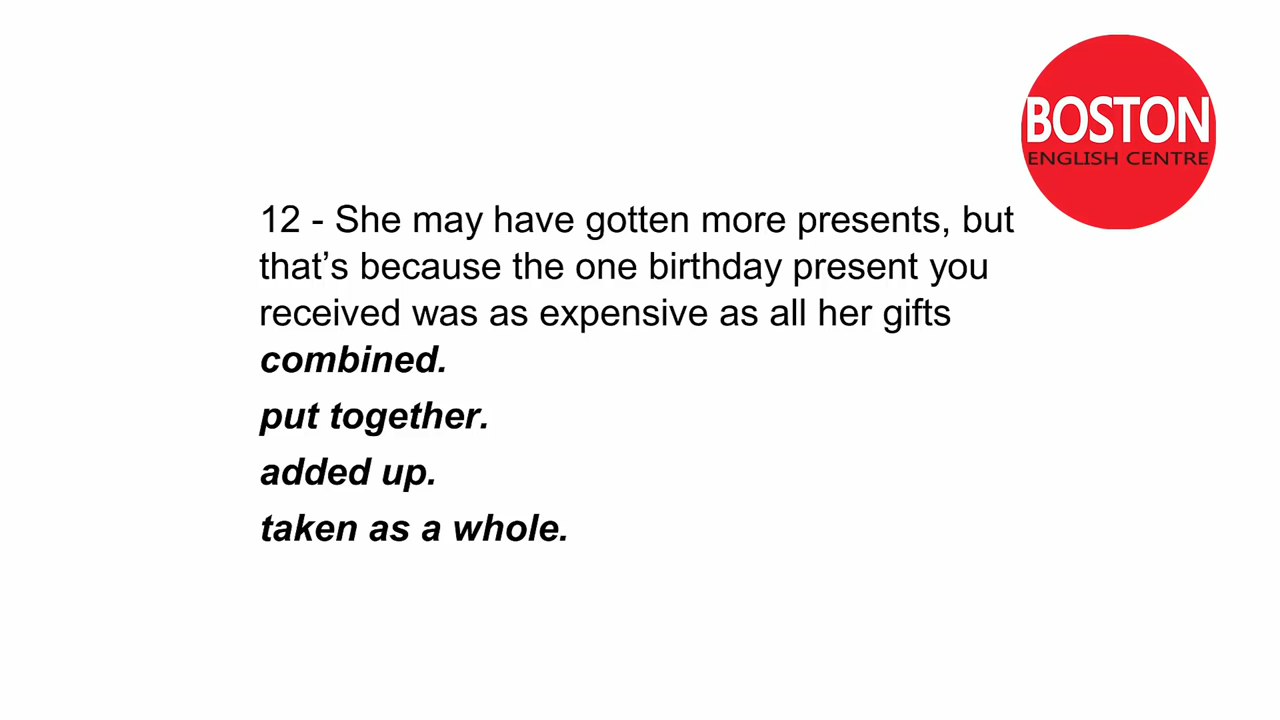 BOSTON
ENGLISH CENTRE
12 - She may have gotten more presents, but
that’s because the one birthday present you
received was as expensive as all her gifts
combined.
put together.
added up.
taken as a whole.